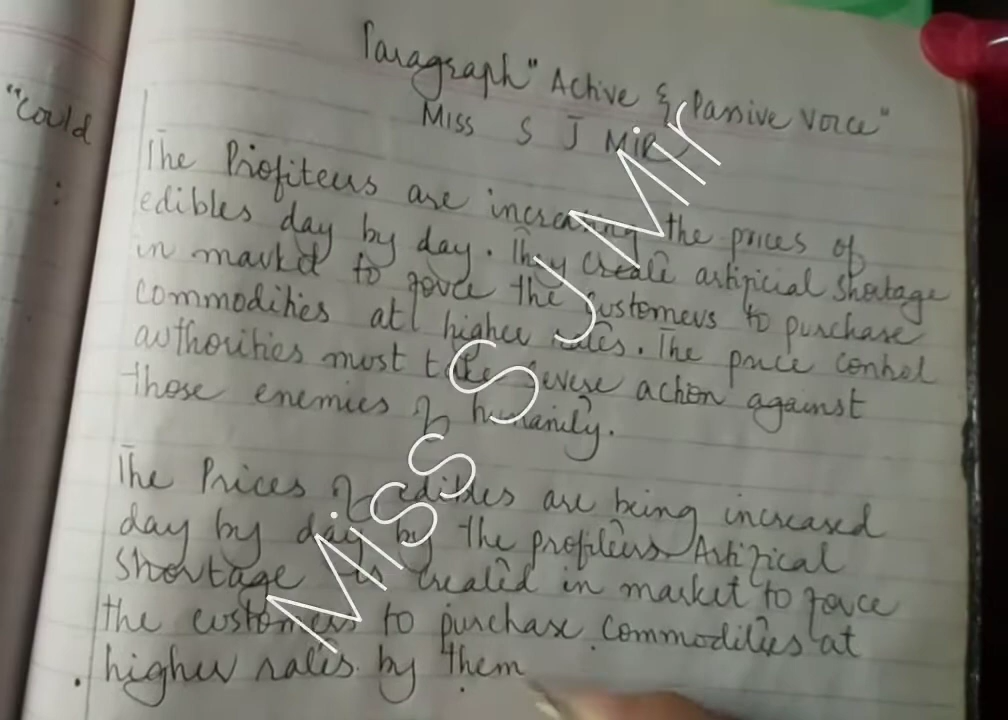 "Could
:
Paragraph "Active & Passive Voice"
Miss S J MIR
The Profiteers are increasing the prices of
edibles day by day. They create artificial shortage
in market to force the customers to purchase
commodities at higher rates. The price control
authorities must take severe action against
those enemies of humanity.
The Prices of edibles are being increased
day by day by the profiteers. Artifical
shortage is created in market to force
the customers to purchase commodities at
higher rates by them
Miss S J Mir